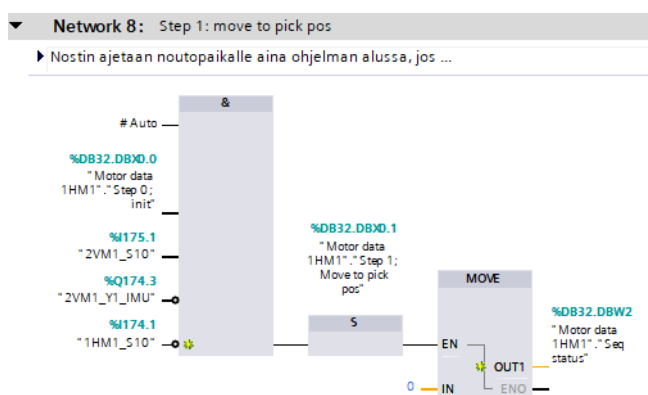 Network 8: Step 1: move to pick pos
Nostin ajetaan noutopaikalle aina ohjelman alussa, jos ...
&
# Auto
%DB32.DBX0.0
"Motor data
1HM1"."Step 0;
init"
%I175.1
"2VM1_S10"
%Q174.3
"2VM1_Y1_IMU"
%I174.1
"1HM1_S10"
%DB32.DBX0.1
"Motor data
1HM1"."Step 1;
Move to pick
pos"
S
MOVE
EN
0
IN
OUT1
ENO
%DB32.DBW2
"Motor data
1HM1"."Seq
status"